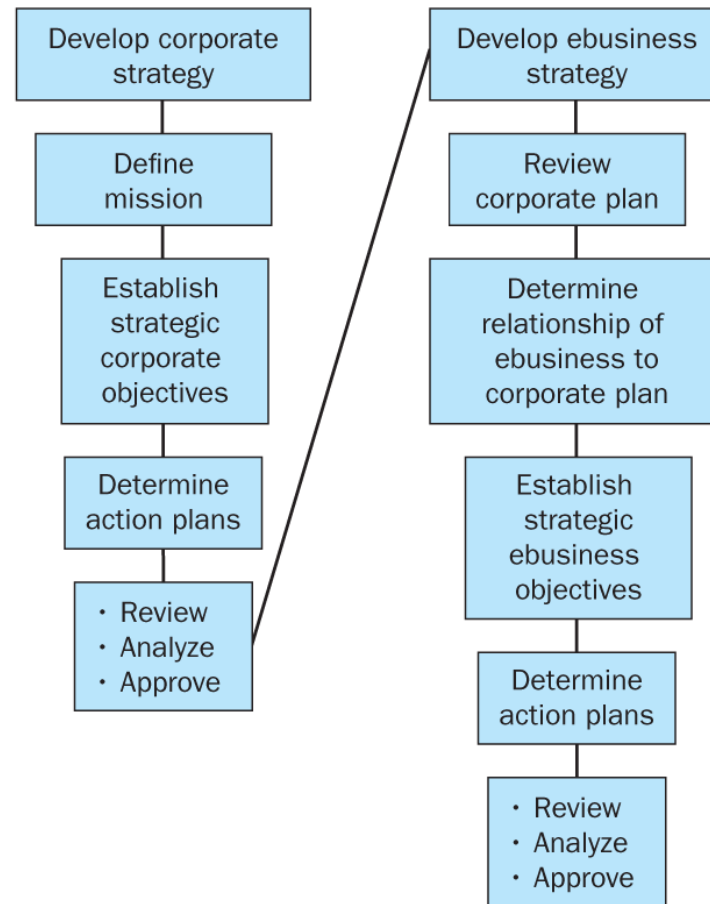 Develop corporate
strategy
Define
mission
Establish
strategic
corporate
objectives
Determine
action plans
• Review
• Analyze
• Approve
Develop ebusiness
strategy
Review
corporate plan
Determine
relationship of
ebusiness to
corporate plan
Establish
strategic
ebusiness
objectives
Determine
action plans
• Review
• Analyze
• Approve